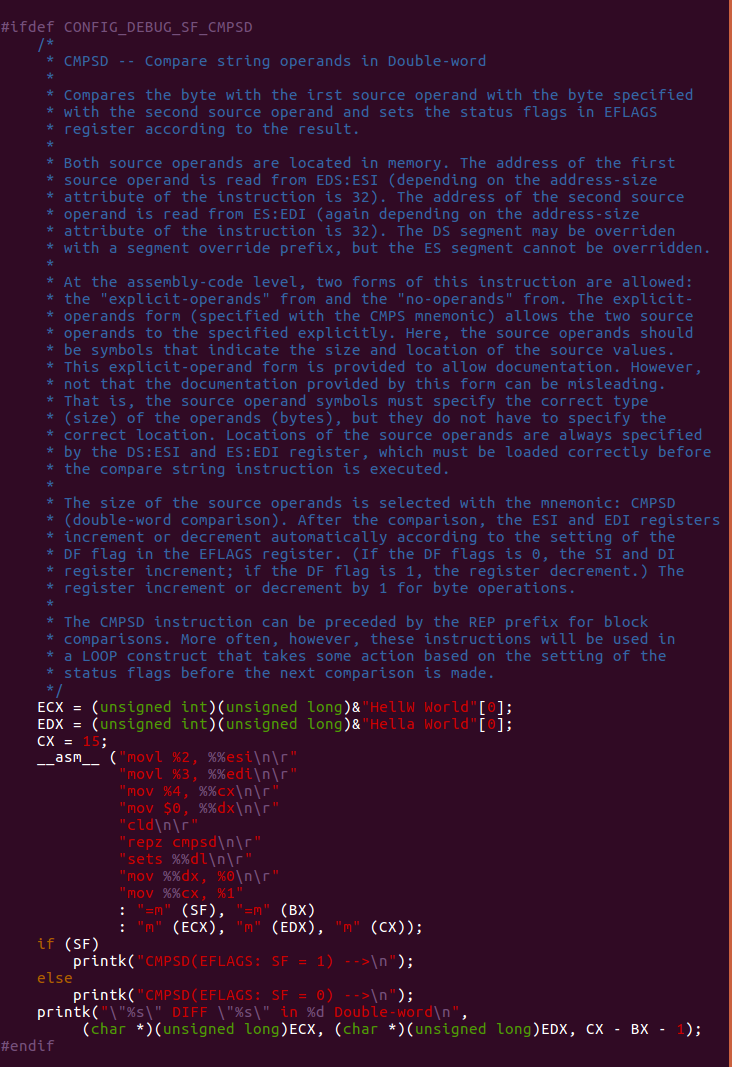 #ifdef CONFIG_DEBUG_SF_CMPSD
    /*
     * CMPSD -- Compare string operands in Double-word
     *
     * Compares the byte with the irst source operand with the byte specified
     * with the second source operand and sets the status flags in EFLAGS
     * register according to the result.
     *
     * Both source operands are located in memory. The address of the first
     * source operand is read from EDS:ESI (depending on the address-size
     * attribute of the instruction is 32). The address of the second source
     * operand is read from ES:EDI (again depending on the address-size
     * attribute of the instruction is 32). The DS segment may be overriden
     * with a segment override prefix, but the ES segment cannot be overridden.
     *
     * At the assembly-code level, two forms of this instruction are allowed:
     * the "explicit-operands" from and the "no-operands" from. The explicit-
     * operands form (specified with the CMPS mnemonic) allows the two source
     * operands to the specified explicitly. Here, the source operands should
     * be symbols that indicate the size and location of the source values.
     * This explicit-operand form is provided to allow documentation. However,
     * not that the documentation provided by this form can be misleading.
     * That is, the source operand symbols must specify the correct type
     * (size) of the operands (bytes), but they do not have to specify the
     * correct location. Locations of the source operands are always specified
     * by the DS:ESI and ES:EDI register, which must be loaded correctly before
     * the compare string instruction is executed.
     *
     * The size of the source operands is selected with the mnemonic: CMPSD
     * (double-word comparison). After the comparison, the ESI and EDI registers
     * increment or decrement automatically according to the setting of the
     * DF flag in the EFLAGS register. (If the DF flags is 0, the SI and DI
     * register increment; if the DF flag is 1, the register decrement.) The
     * register increment or decrement by 1 for byte operations.
     *
     * The CMPSD instruction can be preceded by the REP prefix for block
     * comparisons. More often, however, these instructions will be used in
     * a LOOP construct that takes some action based on the setting of the
     * status flags before the next comparison is made.
     */
    ECX = (unsigned int)(unsigned long)&"HellW World"[0];
    EDX = (unsigned int)(unsigned long)&"Hella World"[0];
    CX = 15;
    __asm__ ("movl %2, %%esi\n\r"
             "movl %3, %%edi\n\r"
             "mov %4, %%cx\n\r"
             "mov $0, %%dx\n\r"
             "cld\n\r"
             "repz cmpsd\n\r"
             "sets %%dl\n\r"
             "mov %%dx, %0\n\r"
             "mov %%cx, %1"
             : "=m" (SF), "=m" (BX)
             : "m" (ECX), "m" (EDX), "m" (CX));
    if (SF)
        printk("CMPSD(EFLAGS: SF = 1) -->\n");
    else
        printk("CMPSD(EFLAGS: SF = 0) -->\n");
    printk("\"%s\" DIFF \"%s\" in %d Double-word\n",
         (char *)(unsigned long)ECX, (char *)(unsigned long)EDX, CX - BX - 1);
#endif